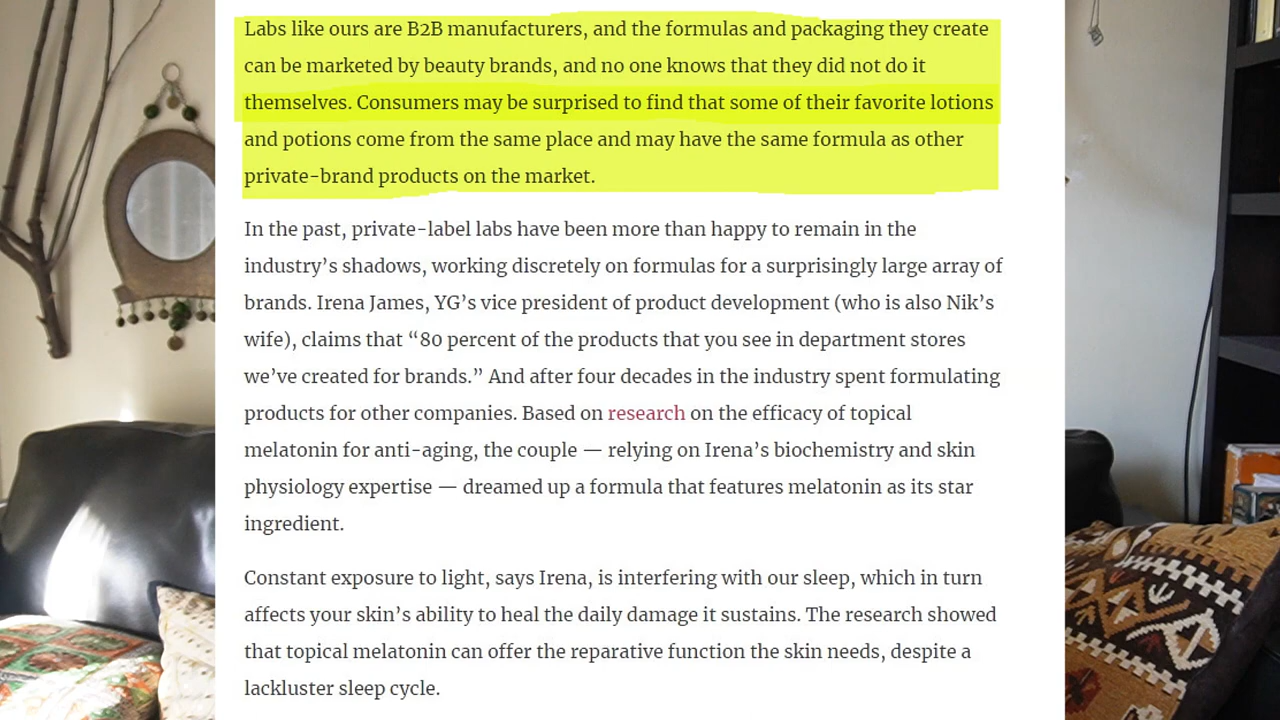 Labs like ours are B2B manufacturers, and the formulas and packaging they create
can be marketed by beauty brands, and no one knows that they did not do it
themselves. Consumers may be surprised to find that some of their favorite lotions
and potions come from the same place and may have the same formula as other
private-brand products on the market.
In the past, private-label labs have been more than happy to remain in the
industry’s shadows, working discretely on formulas for a surprisingly large array of
brands. Irena James, YG’s vice president of product development (who is also Nik’s
wife), claims that “80 percent of the products that you see in department stores
we’ve created for brands.” And after four decades in the industry spent formulating
products for other companies. Based on research on the efficacy of topical
melatonin for anti-aging, the couple — relying on Irena’s biochemistry and skin
physiology expertise — dreamed up a formula that features melatonin as its star
ingredient.
Constant exposure to light, says Irena, is interfering with our sleep, which in turn
affects your skin’s ability to heal the daily damage it sustains. The research showed
that topical melatonin can offer the reparative function the skin needs, despite a
lackluster sleep cycle.